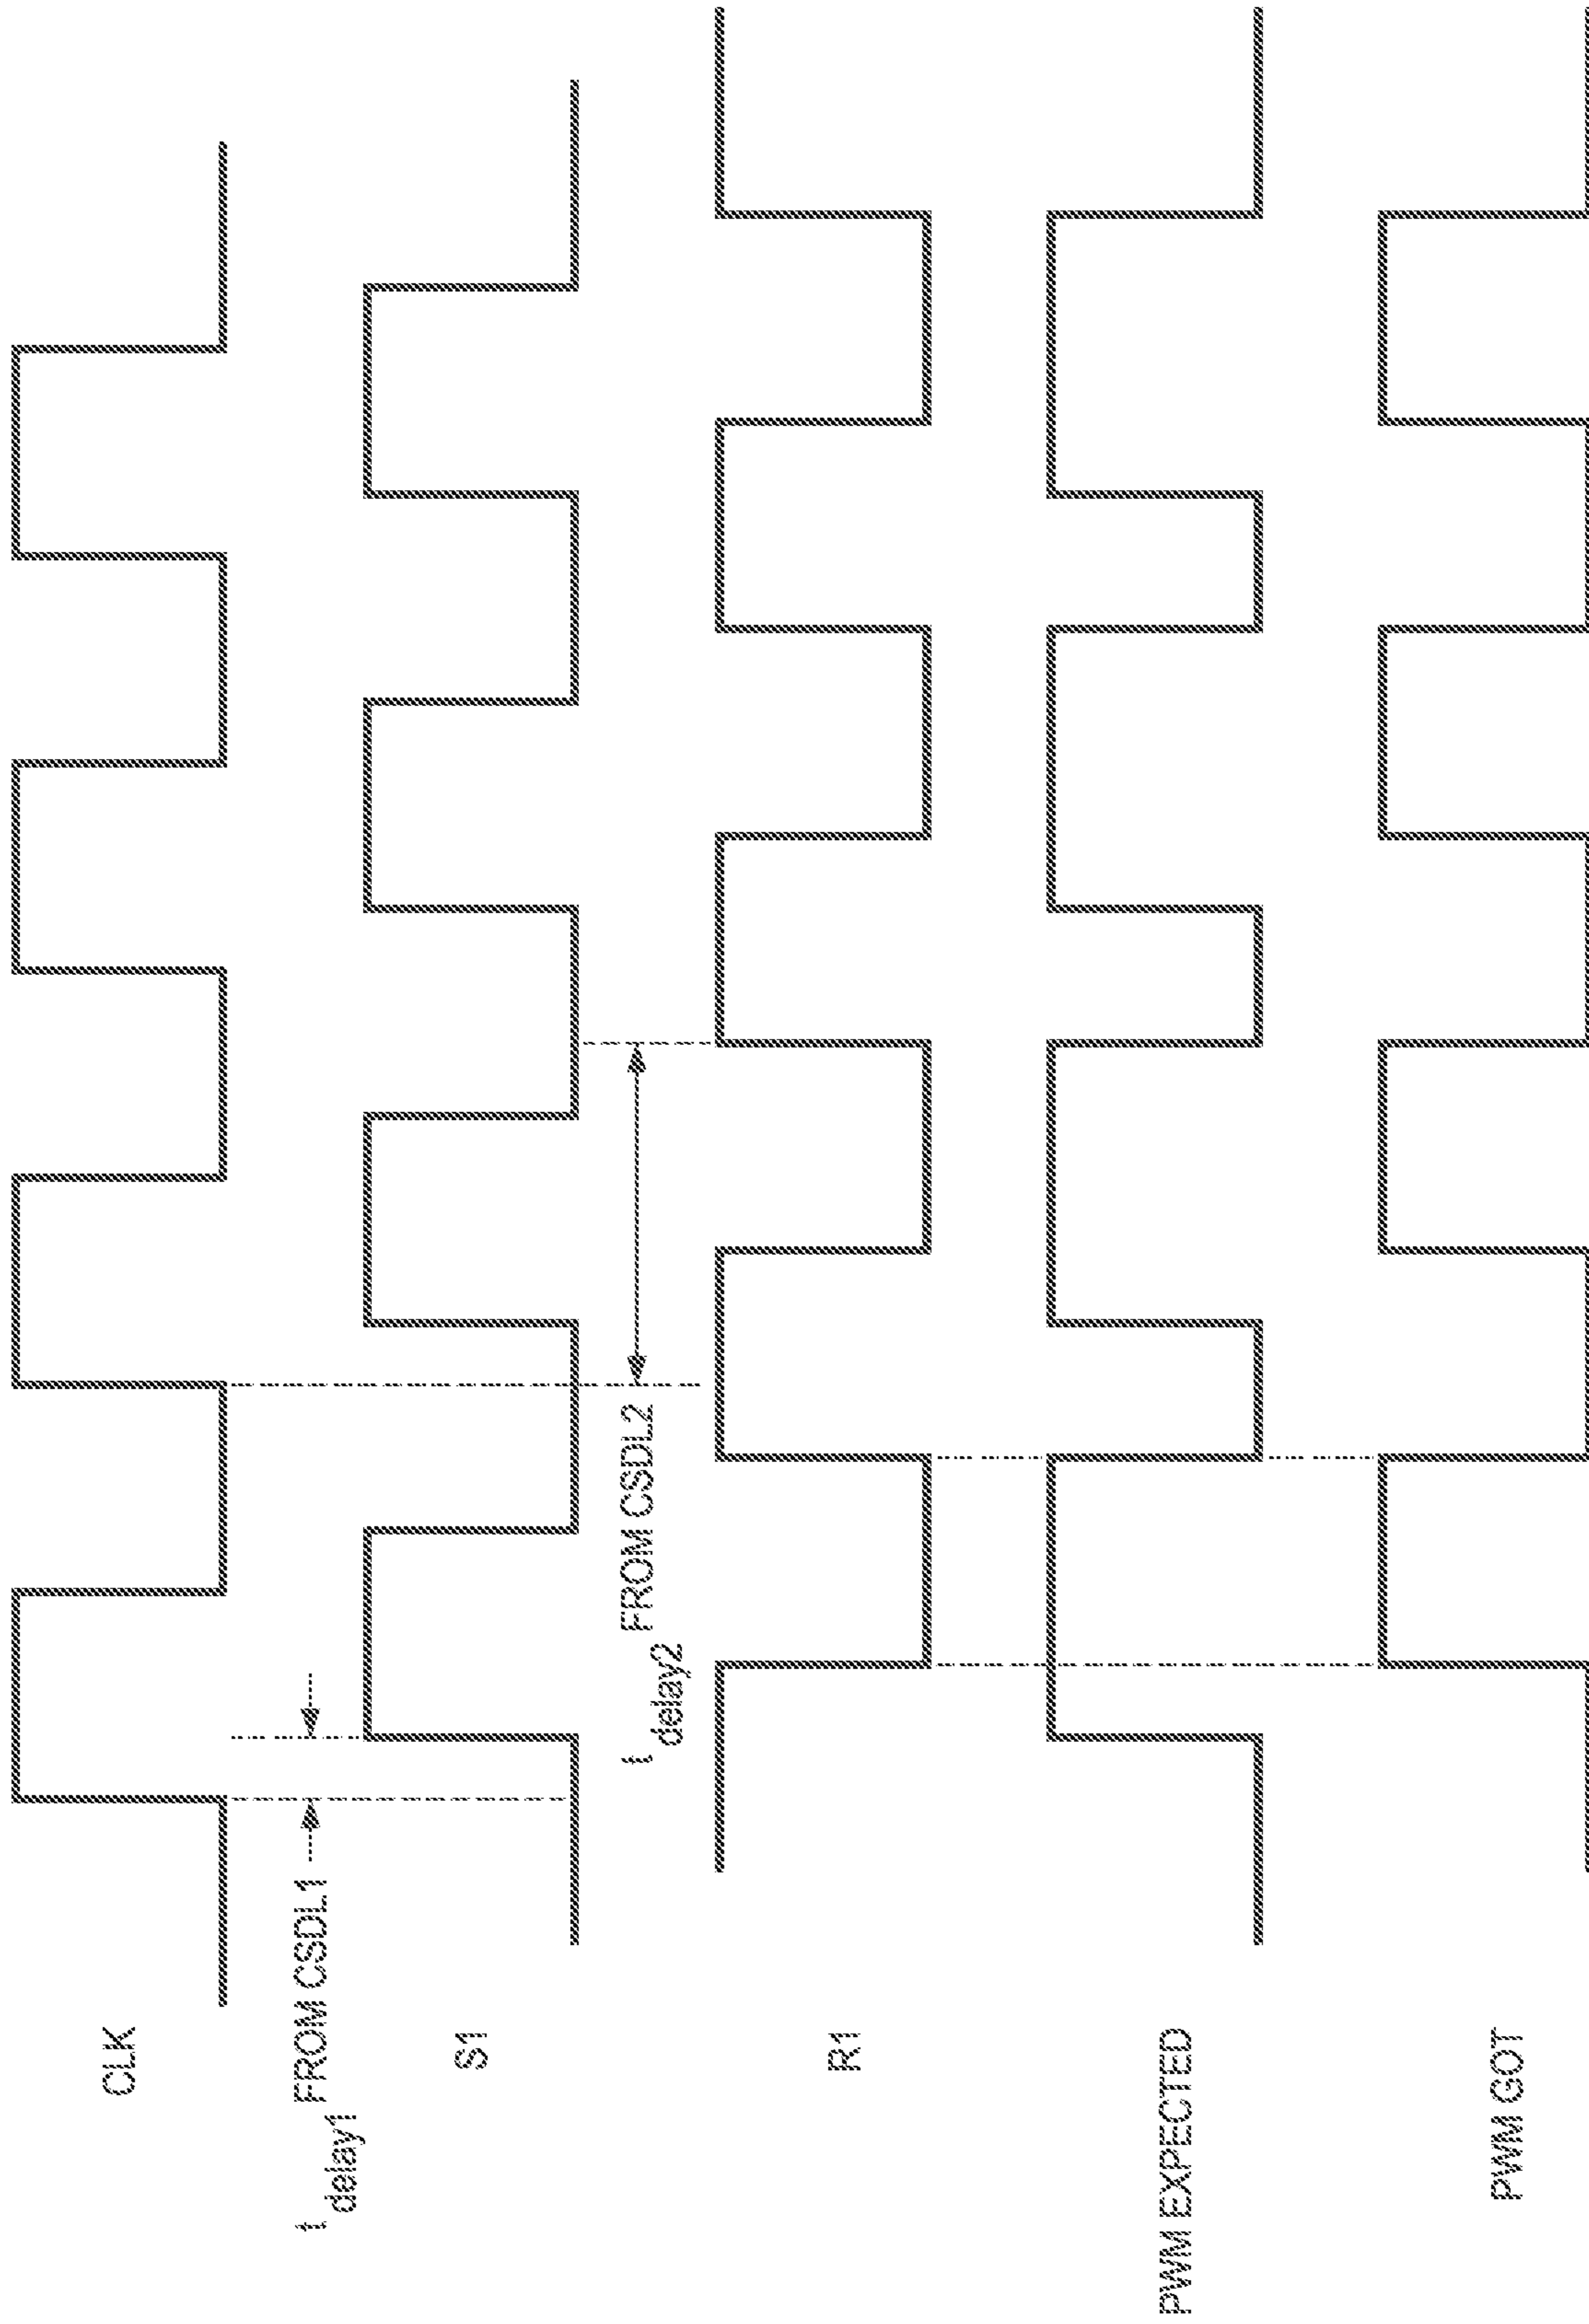 CLK
t delay1 FROM CSDL1
S1
t delay2 FROM CSDL2
R1
PWM EXPECTED
PWM GOT